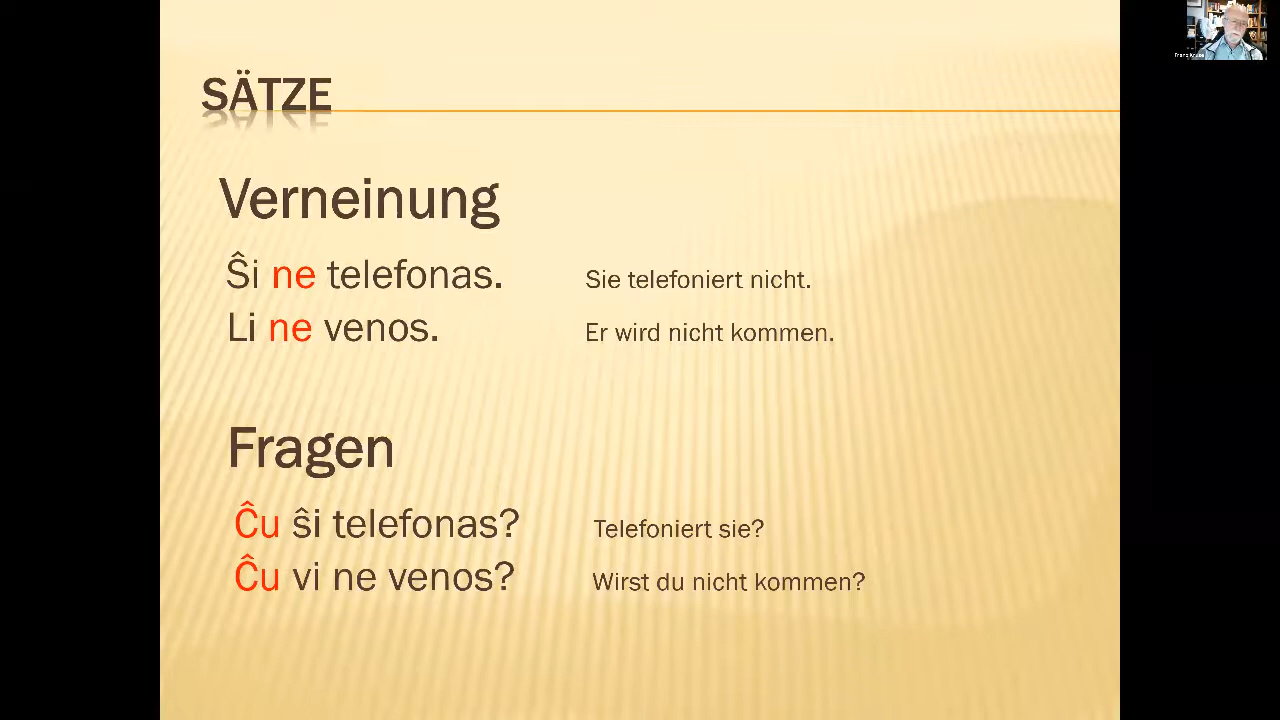 SÄTZE
Verneinung
Ŝi ne telefonas. Sie telefoniert nicht.
Li ne venos. Er wird nicht kommen.
Fragen
Ĉu ŝi telefonas? Telefoniert sie?
Ĉu vi ne venos? Wirst du nicht kommen?